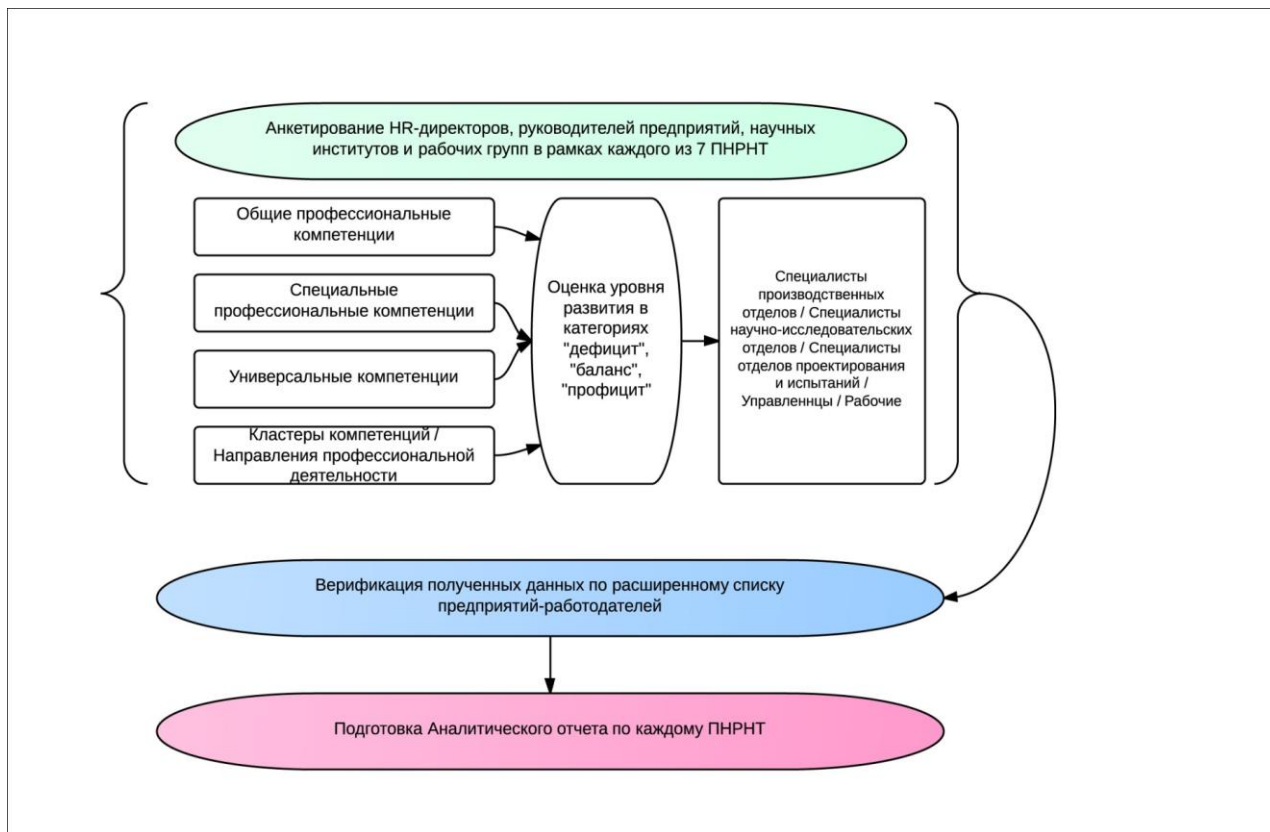 Анкетирование HR-директоров, руководителей предприятий, научных
институтов и рабочих групп в рамках каждого из 7 ПНРНТ
Общие профессиональные
компетенции
Специальные
профессиональные компетенции
Универсальные компетенции
Кластеры компетенций /
Направления профессиональной
деятельности
Оценка уровня
развития в
категориях
"дефицит",
"баланс",
"профицит"
Специалисты
производственных
отделов / Специалисты
научно-исследовательских
отделов / Специалисты
отделов проектирования
и испытаний /
Управленнцы / Рабочие
Верификация полученных данных по расширенному списку
предприятий-работодателей
Подготовка Аналитического отчета по каждому ПНРНТ